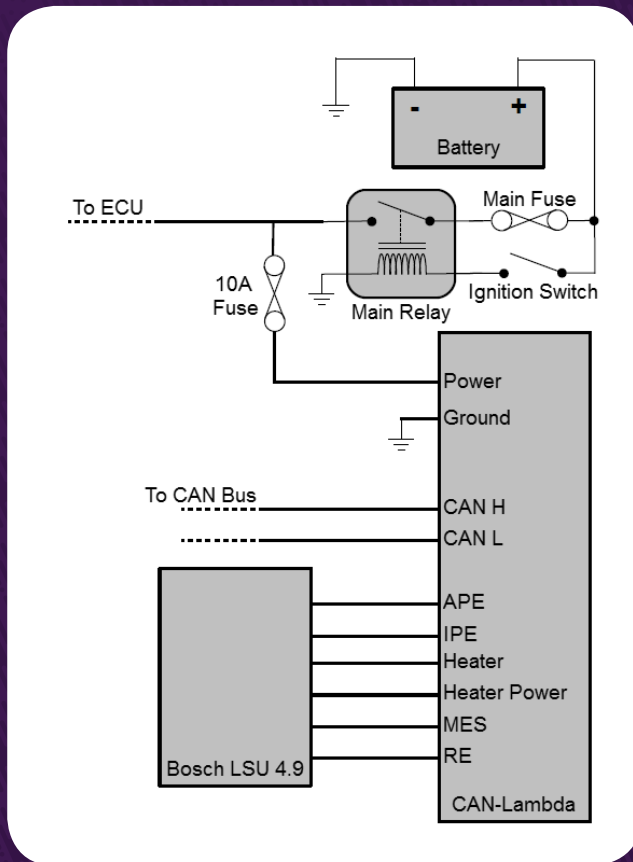 - +
Battery
To ECU
Main Fuse
10A
Fuse
Ignition Switch
Main Relay
Power
Ground
To CAN Bus
CAN H
CAN L
APE
IPE
Heater
Heater Power
MES
RE
Bosch LSU 4.9
CAN-Lambda